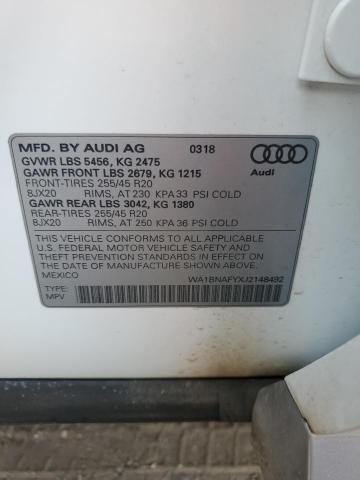 MFD. BY AUDI AG 0318
GVWR LBS 5456, KG 2475
GAWR FRONT LBS 2679, KG 1215
FRONT-TIRES 255/45 R20
8JX20 RIMS, AT 230 KPA 33 PSI COLD
GAWR REAR LBS 3042, KG 1380
REAR-TIRES 255/45 R20
8JX20 RIMS, AT 250 KPA 36 PSI COLD
Audi
THIS VEHICLE CONFORMS TO ALL APPLICABLE
U.S. FEDERAL MOTOR VEHICLE SAFETY AND
THEFT PREVENTION STANDARDS IN EFFECT ON
THE DATE OF MANUFACTURE SHOWN ABOVE.
MEXICO WA1BNAFYXJ2148492
TYPE:
MPV